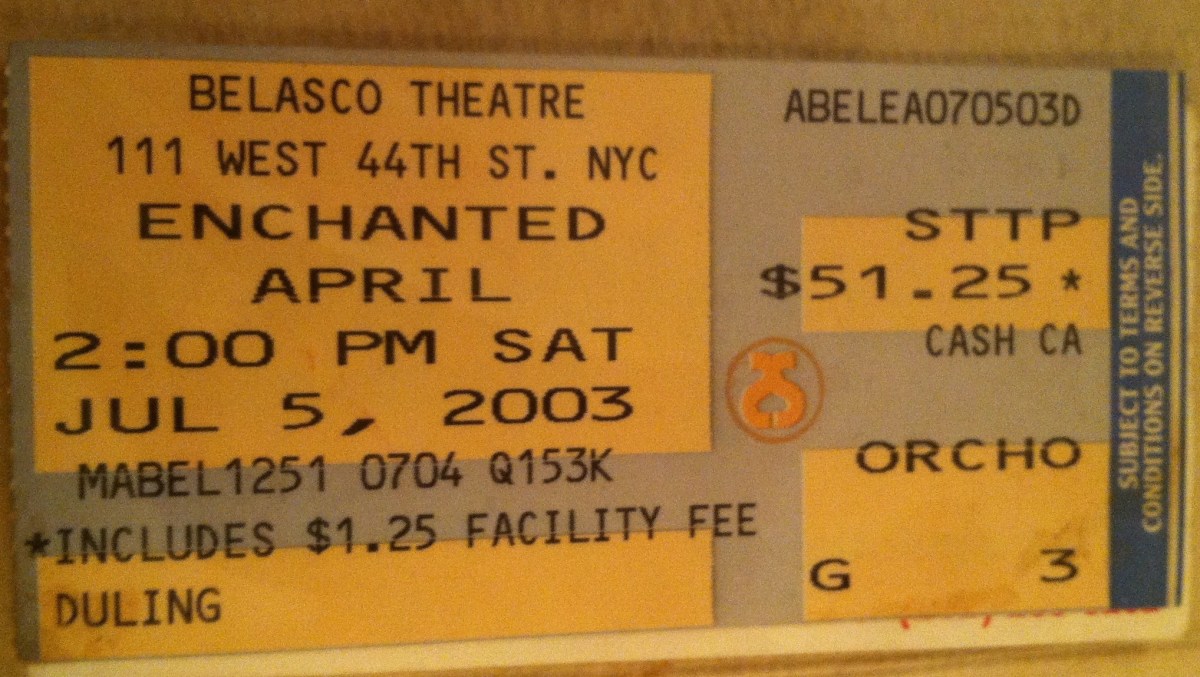 BELASCO THEATRE
111 WEST 44TH ST. NYC
ENCHANTED
APRIL
2:00 PM SAT
JUL 5, 2003
MABEL1251 0704 Q153K
*INCLUDES $1.25 FACILITY FEE
DULING
ABELEA070503D
STTP
$51.25 *
CASH CA
ORCHO
G 3
SUBJECT TO TERMS AND
CONDITIONS ON REVERSE SIDE.